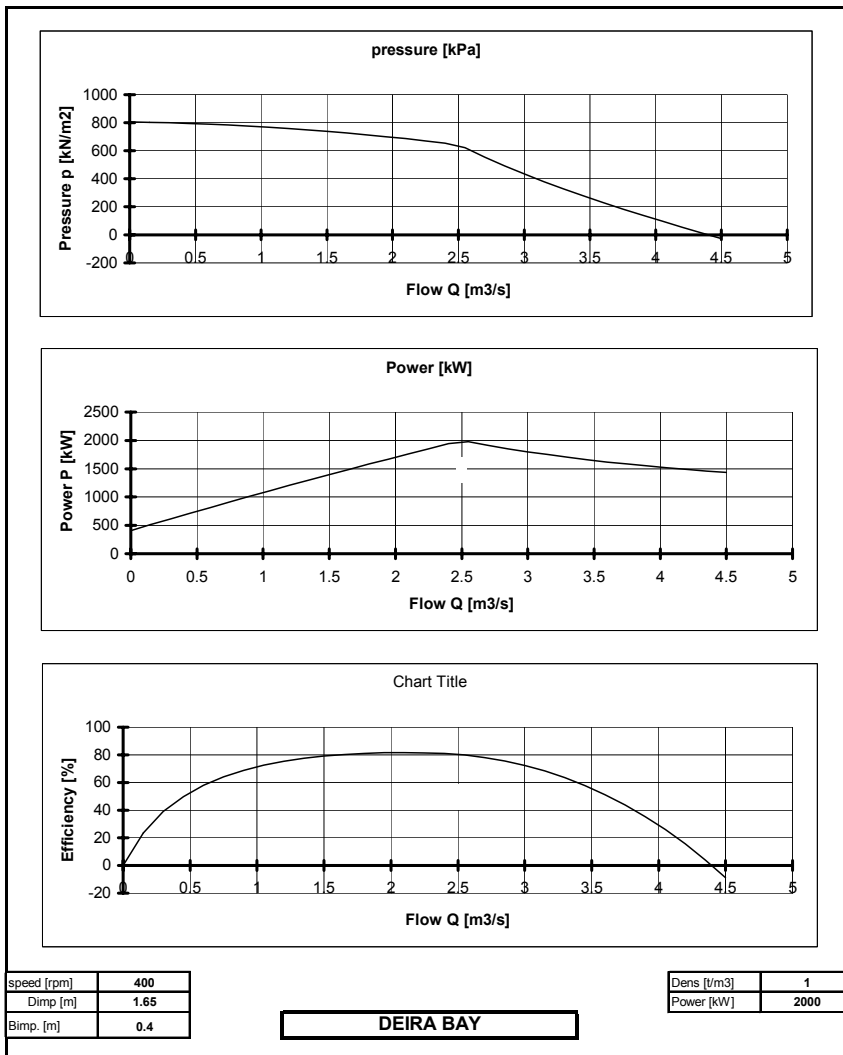 pressure [kPa]
1000
800
600
400
200
0
-200
Pressure p [kN/m2]
0 0.5 1 1.5 2 2.5 3 3.5 4 4.5 5
Flow Q [m3/s]
Power [kW]
2500
2000
1500
1000
500
0
Power P [kW]
0 0.5 1 1.5 2 2.5 3 3.5 4 4.5 5
Flow Q [m3/s]
Chart Title
100
80
60
40
20
0
-20
Efficiency [%]
0 0.5 1 1.5 2 2.5 3 3.5 4 4.5 5
Flow Q [m3/s]
speed [rpm] 400
Dimp [m] 1.65
Bimp. [m] 0.4
DEIRA BAY
Dens [t/m3] 1
Power [kW] 2000